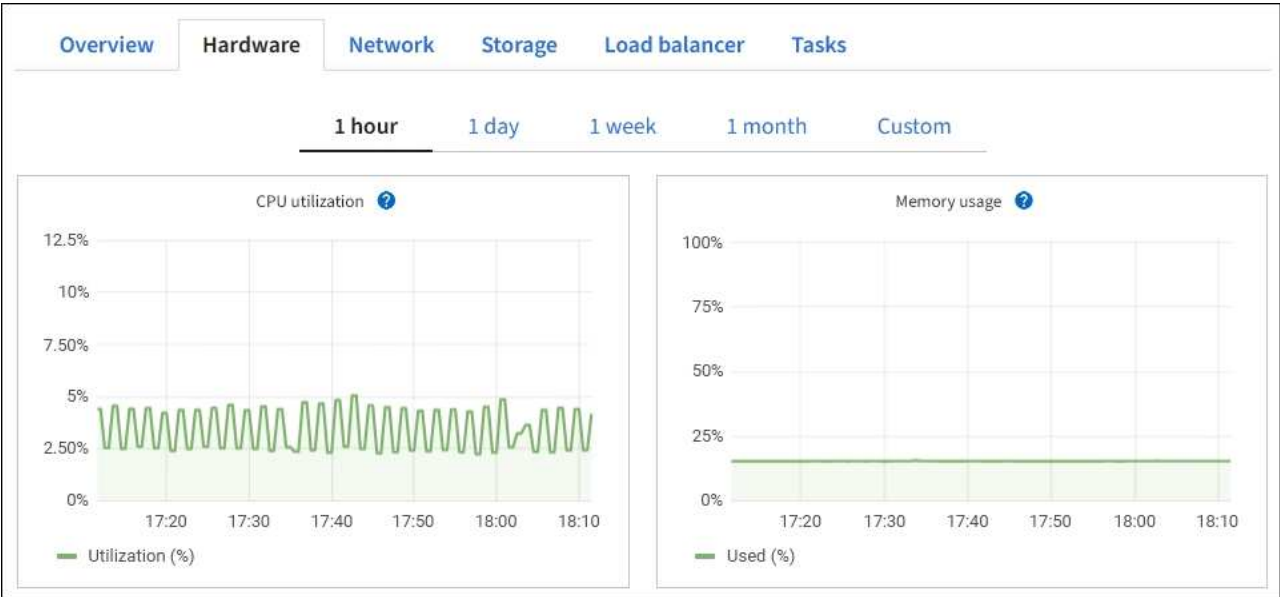 Overview Hardware Network Storage Load balancer Tasks
1 hour 1 day 1 week 1 month Custom
CPU utilization ?
12.5%
10%
7.50%
5%
2.50%
0%
17:20 17:30 17:40 17:50 18:00 18:10
Utilization (%)
Memory usage ?
100%
75%
50%
25%
0%
17:20 17:30 17:40 17:50 18:00 18:10
Used (%)